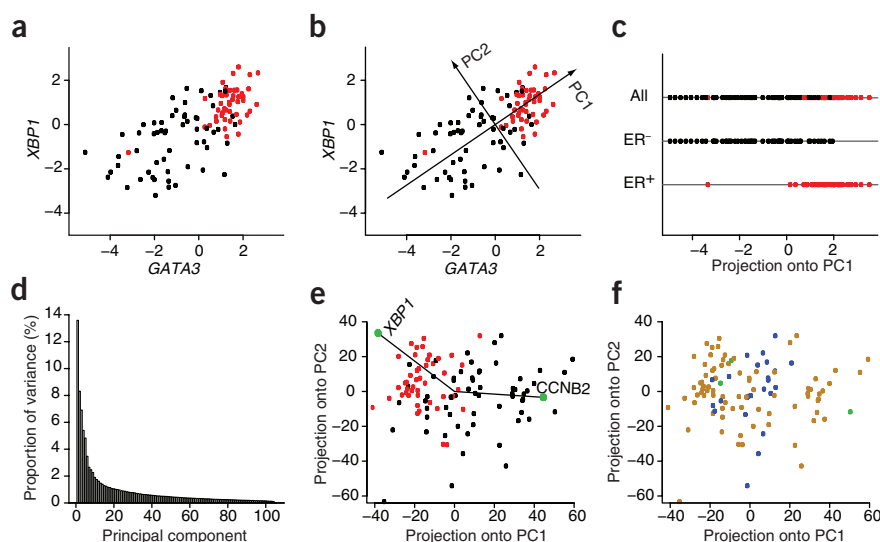 a
XBP1
2
0
−2
−4
−4 −2 0 2
GATA3
b
XBP1
2
0
−2
−4
PC2
PC1
−4 −2 0 2
GATA3
c
All
ER−
ER+
−4 −2 0 2
Projection onto PC1
d
Proportion of variance (%)
14
12
10
8
6
4
2
0
0 20 40 60 80 100
Principal component
e
Projection onto PC2
40
20
0
−20
−40
−60
XBP1
CCNB2
−40 −20 0 20 40 60
Projection onto PC1
f
Projection onto PC2
40
20
0
−20
−40
−60
−40 −20 0 20 40 60
Projection onto PC1